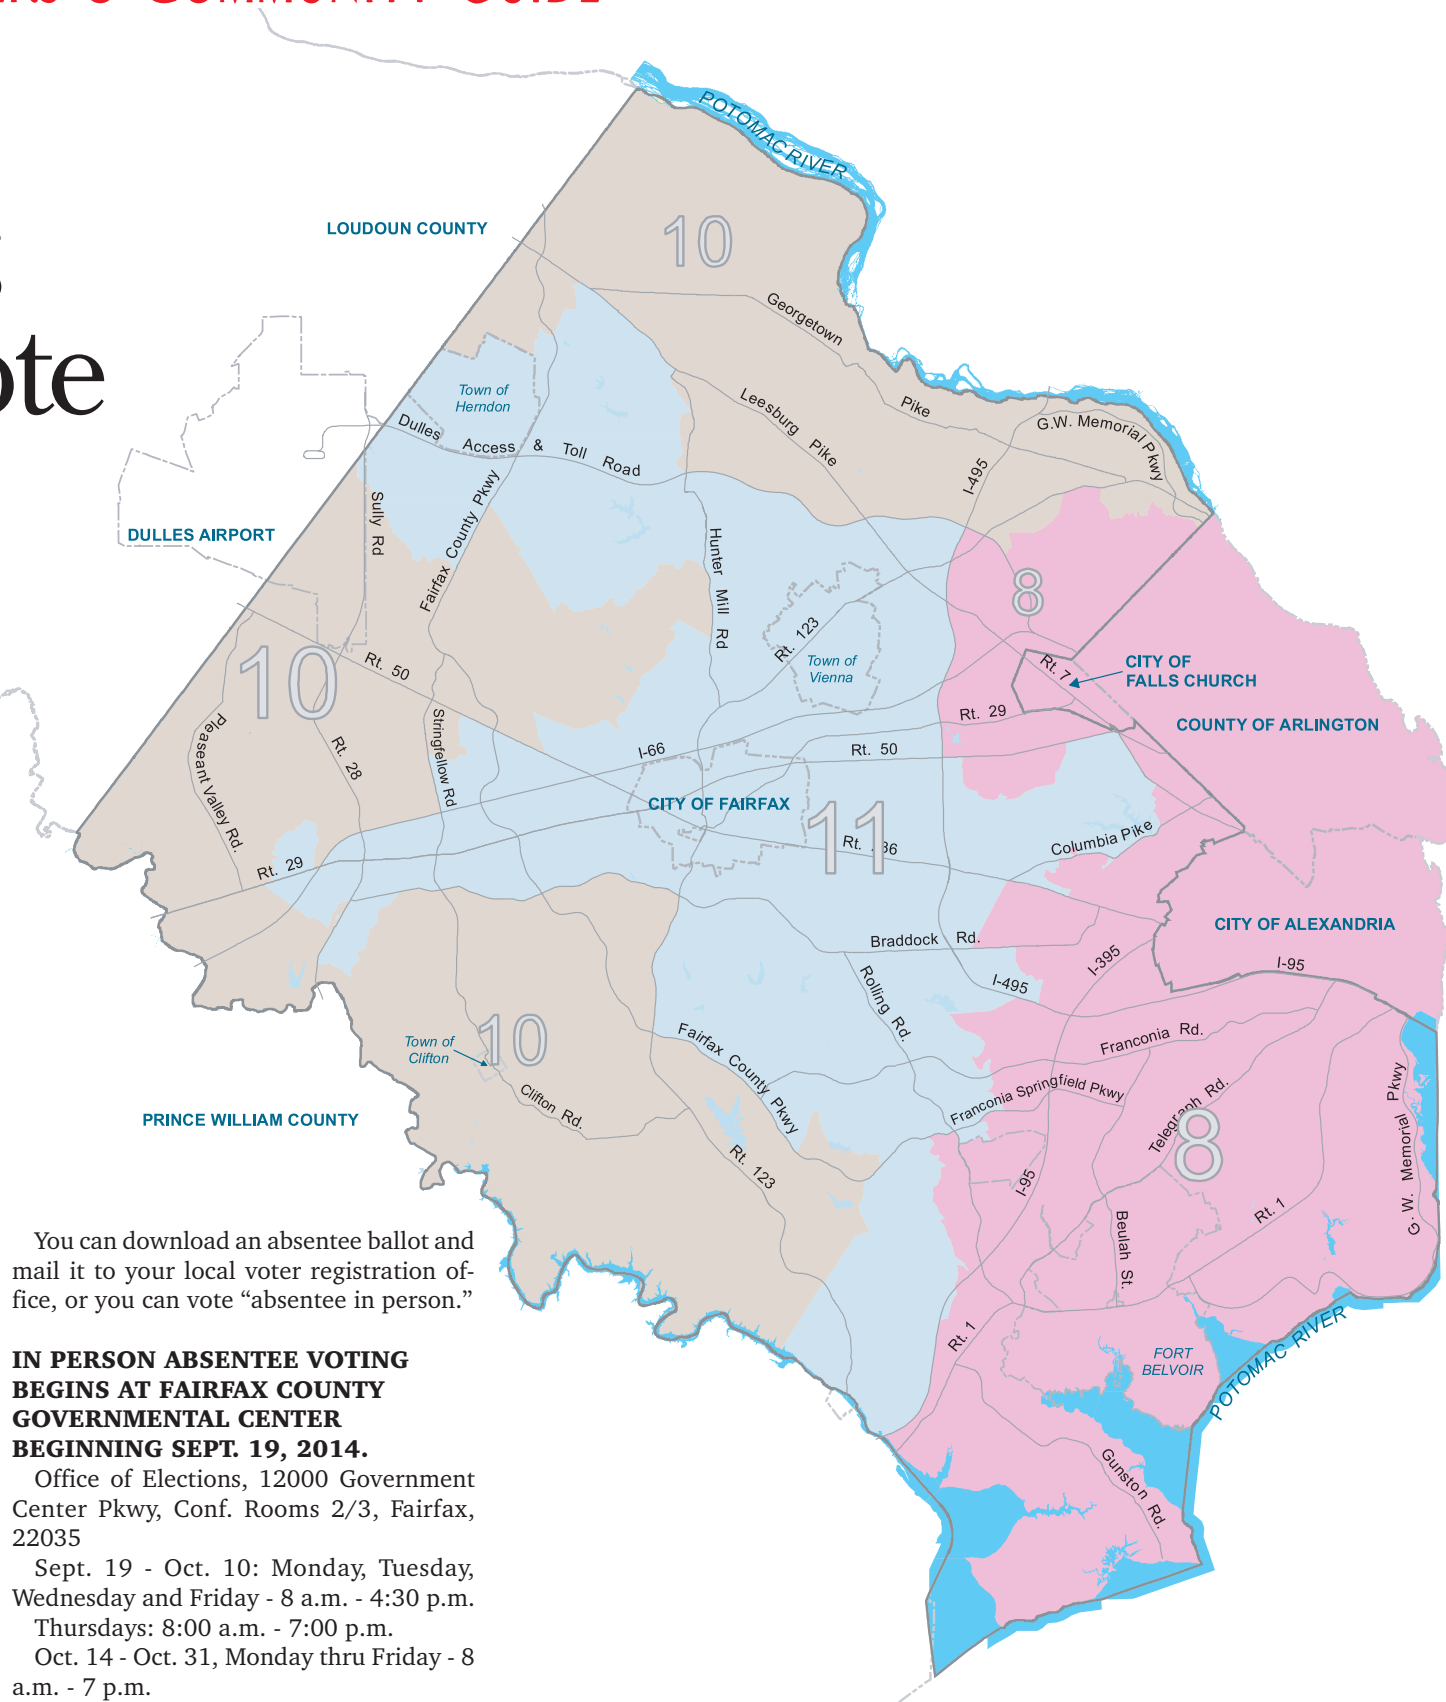 COMMUNITY GUIDE
POTOMAC RIVER
LOUDOUN COUNTY
10
Georgetown
Pike
Town of
Herndon
Leesburg Pike
G.W. Memorial Pkwy
Dulles Access & Toll Road
I-495
Fairfax County Pkwy
Sully Rd
DULLES AIRPORT
Hunter Mill Rd
8
Rt. 123
Town of
Vienna
Rt. 7
CITY OF
FALLS CHURCH
10
Rt. 50
COUNTY OF ARLINGTON
Rt. 29
Pleaseant Valley Rd.
Rt. 28
Stringfellow Rd
I-66
Rt. 50
CITY OF FAIRFAX
11
Columbia Pike
Rt. 29
CITY OF ALEXANDRIA
Braddock Rd.
I-395
I-95
Rolling Rd.
I-495
10
Town of
Clifton
Fairfax County Pkwy
Franconia Rd.
Clifton Rd.
Franconia Springfield Pkwy
Telegraph Rd.
8
G. W. Memorial Pkwy
PRINCE WILLIAM COUNTY
Rt. 123
I-95
Beulah St.
Rt. 1
Rt. 1
FORT
BELVOIR
POTOMAC RIVER
Gunston Rd.
You can download an absentee ballot and
mail it to your local voter registration of-
fice, or you can vote “absentee in person.”
IN PERSON ABSENTEE VOTING
BEGINS AT FAIRFAX COUNTY
GOVERNMENTAL CENTER
BEGINNING SEPT. 19, 2014.
Office of Elections, 12000 Government
Center Pkwy, Conf. Rooms 2/3, Fairfax,
22035
Sept. 19 - Oct. 10: Monday, Tuesday,
Wednesday and Friday - 8 a.m. - 4:30 p.m.
Thursdays: 8:00 a.m. - 7:00 p.m.
Oct. 14 - Oct. 31, Monday thru Friday - 8
a.m. - 7 p.m.